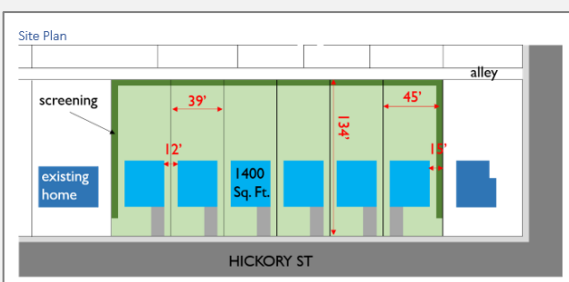 Site Plan
alley
screening
39'
45'
134'
12'
15'
existing
home
1400
Sq. Ft.
HICKORY ST